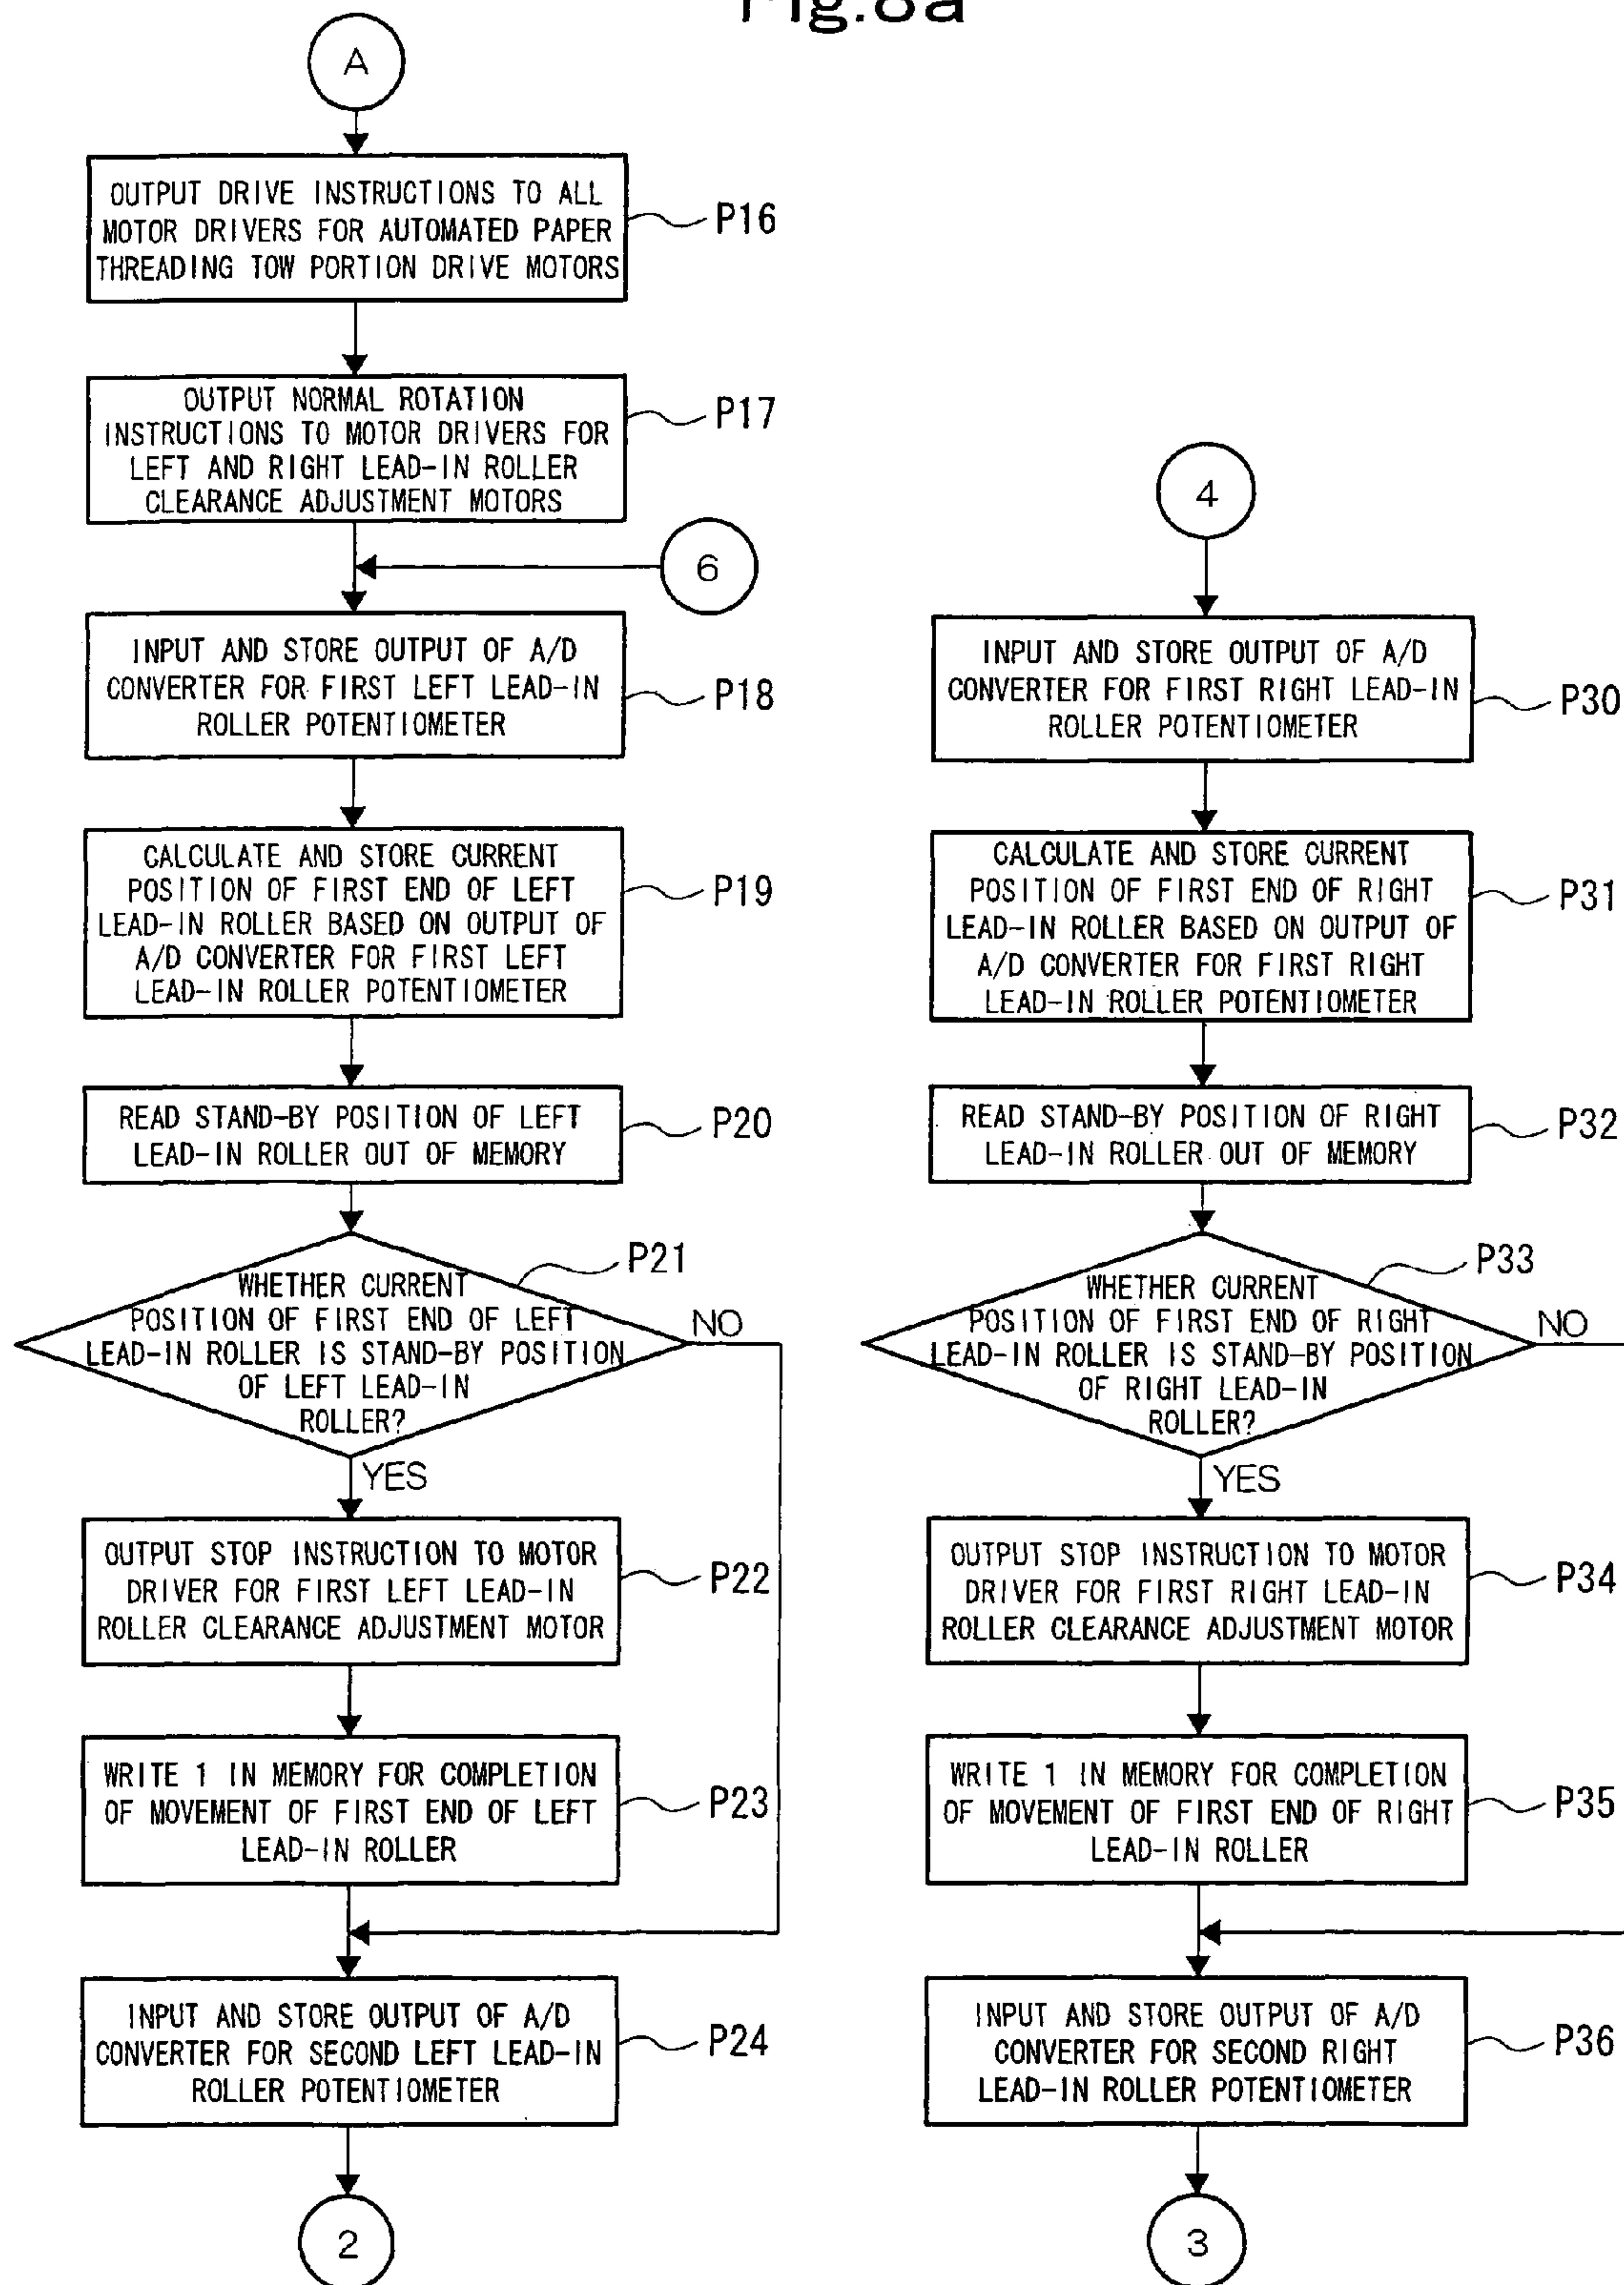 Fig.8a
A
OUTPUT DRIVE INSTRUCTIONS TO ALL
MOTOR DRIVERS FOR AUTOMATED PAPER
THREADING TOW PORTION DRIVE MOTORS
P16
OUTPUT NORMAL ROTATION
INSTRUCTIONS TO MOTOR DRIVERS FOR
LEFT AND RIGHT LEAD-IN ROLLER
CLEARANCE ADJUSTMENT MOTORS
P17
6
INPUT AND STORE OUTPUT OF A/D
CONVERTER FOR FIRST LEFT LEAD-IN
ROLLER POTENTIOMETER
P18
CALCULATE AND STORE CURRENT
POSITION OF FIRST END OF LEFT
LEAD-IN ROLLER BASED ON OUTPUT OF
A/D CONVERTER FOR FIRST LEFT
LEAD-IN ROLLER POTENTIOMETER
P19
READ STAND-BY POSITION OF LEFT
LEAD-IN ROLLER OUT OF MEMORY
P20
P21
WHETHER CURRENT
POSITION OF FIRST END OF LEFT
LEAD-IN ROLLER IS STAND-BY POSITION
OF LEFT LEAD-IN
ROLLER?
NO
YES
OUTPUT STOP INSTRUCTION TO MOTOR
DRIVER FOR FIRST LEFT LEAD-IN
ROLLER CLEARANCE ADJUSTMENT MOTOR
P22
WRITE 1 IN MEMORY FOR COMPLETION
OF MOVEMENT OF FIRST END OF LEFT
LEAD-IN ROLLER
P23
INPUT AND STORE OUTPUT OF A/D
CONVERTER FOR SECOND LEFT LEAD-IN
ROLLER POTENTIOMETER
P24
2
4
INPUT AND STORE OUTPUT OF A/D
CONVERTER FOR FIRST RIGHT LEAD-IN
ROLLER POTENTIOMETER
P30
CALCULATE AND STORE CURRENT
POSITION OF FIRST END OF RIGHT
LEAD-IN ROLLER BASED ON OUTPUT OF
A/D CONVERTER FOR FIRST RIGHT
LEAD-IN ROLLER POTENTIOMETER
P31
READ STAND-BY POSITION OF RIGHT
LEAD-IN ROLLER OUT OF MEMORY
P32
P33
WHETHER CURRENT
POSITION OF FIRST END OF RIGHT
LEAD-IN ROLLER IS STAND-BY POSITION
OF RIGHT LEAD-IN
ROLLER?
NO
YES
OUTPUT STOP INSTRUCTION TO MOTOR
DRIVER FOR FIRST RIGHT LEAD-IN
ROLLER CLEARANCE ADJUSTMENT MOTOR
P34
WRITE 1 IN MEMORY FOR COMPLETION
OF MOVEMENT OF FIRST END OF RIGHT
LEAD-IN ROLLER
P35
INPUT AND STORE OUTPUT OF A/D
CONVERTER FOR SECOND RIGHT
LEAD-IN ROLLER POTENTIOMETER
P36
3